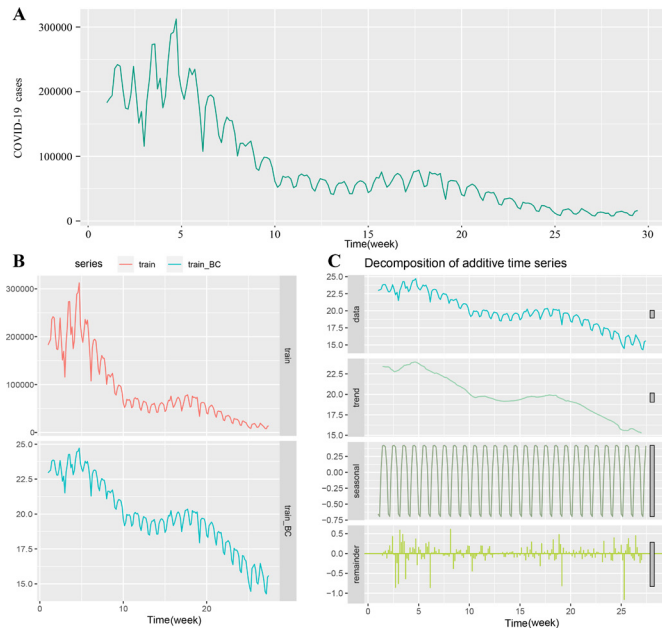 A
COVID-19 cases
300000
200000
100000
0
0 5 10 15 20 25 30
Time(week)
B
series train train_BC
300000
200000
100000
0
train
25.0
22.5
20.0
17.5
15.0
train_BC
0 10 20
Time(week)
C
Decomposition of additive time series
25.0
22.5
20.0
17.5
15.0
data
22.5
20.0
17.5
15.0
trend
0.25
0.00
-0.25
-0.50
-0.75
seasonal
0.5
0.0
-0.5
-1.0
remainder
0 5 10 15 20 25
Time(week)